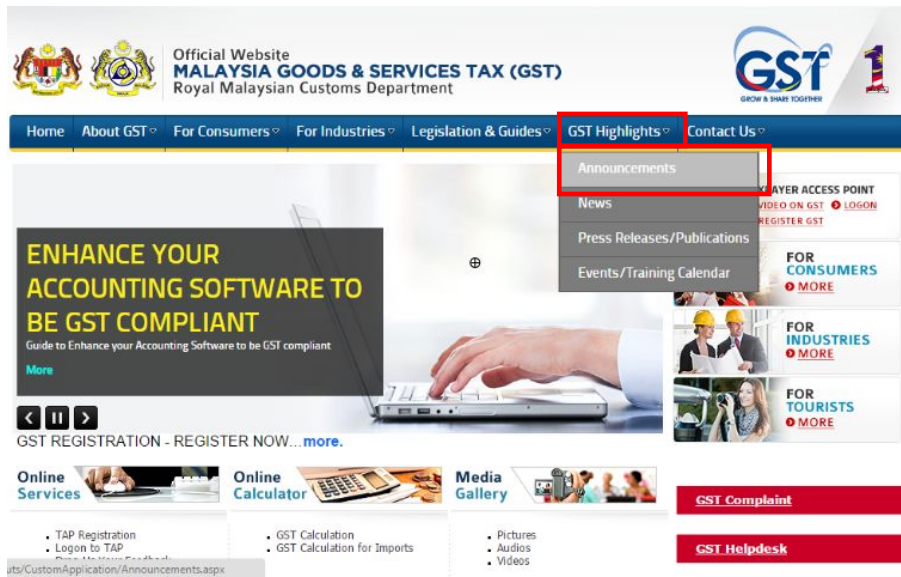 Official Website
MALAYSIA GOODS & SERVICES TAX (GST)
Royal Malaysian Customs Department
GST
GROW & SHARE TOGETHER
1
Home About GST For Consumers For Industries Legislation & Guides GST Highlights Contact Us
Announcements
News
Press Releases/Publications
Events/Training Calendar
AYER ACCESS POINT
VIDEO ON GST LOGON
REGISTER GST
ENHANCE YOUR
ACCOUNTING SOFTWARE TO
BE GST COMPLIANT
Guide to Enhance your Accounting Software to be GST compliant
More
FOR
CONSUMERS
MORE
FOR
INDUSTRIES
MORE
FOR
TOURISTS
MORE
GST REGISTRATION - REGISTER NOW...more.
Online
Services
Online
Calculator
Media
Gallery
GST Complaint
GST Helpdesk
TAP Registration
Logon to TAP
GST Calculation
GST Calculation for Imports
Pictures
Audios
Videos
uts/CustomApplication/Announcements.aspx